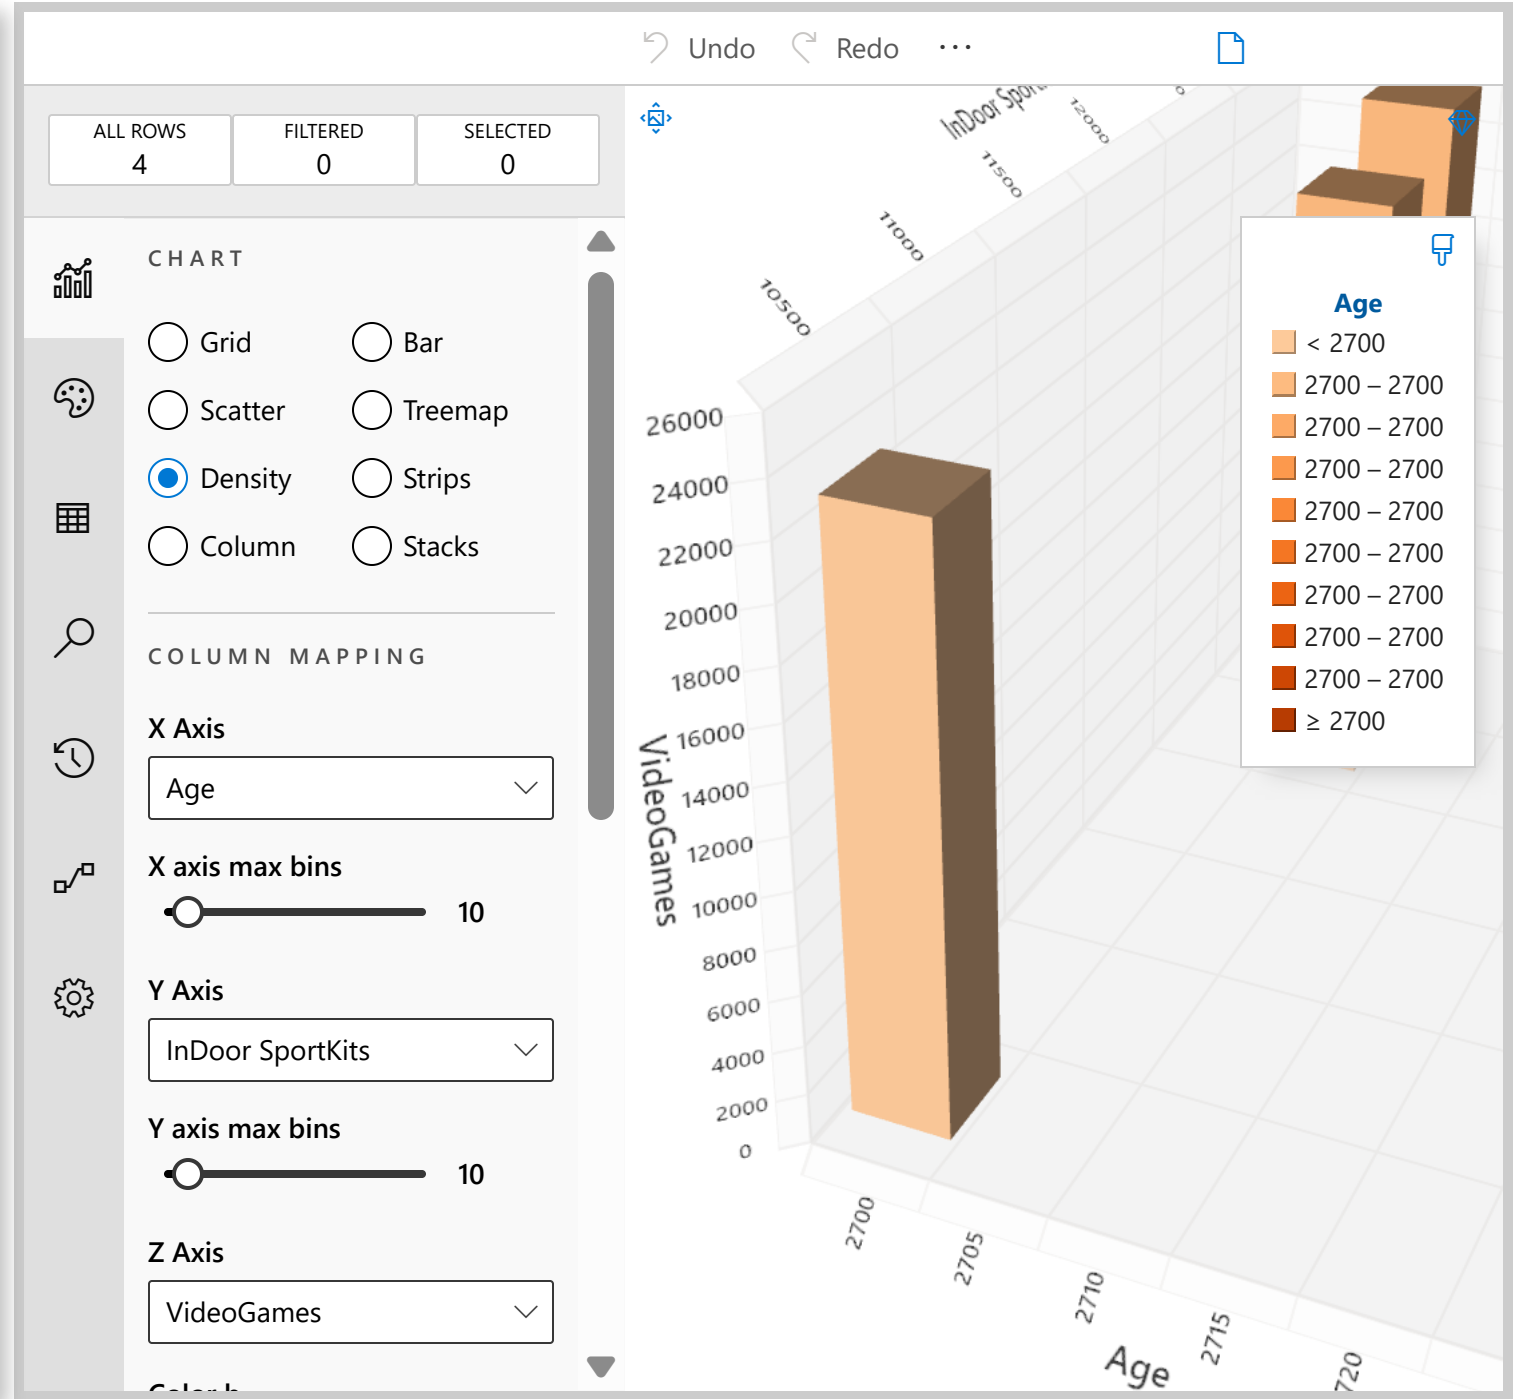 Undo Redo ...
ALL ROWS
4
FILTERED
0
SELECTED
0
CHART
Grid
Bar
Scatter
Treemap
Density
Strips
Column
Stacks
COLUMN MAPPING
X Axis
Age
X axis max bins
10
Y Axis
InDoor SportKits
Y axis max bins
10
Z Axis
VideoGames
12000
11500
11000
10500
26000
24000
22000
20000
18000
16000
14000
12000
10000
8000
6000
4000
2000
0
VideoGames
2700
2705
2710
2715
Age
InDoor
Age
< 2700
2700 – 2700
2700 – 2700
2700 – 2700
2700 – 2700
2700 – 2700
2700 – 2700
2700 – 2700
2700 – 2700
≥ 2700